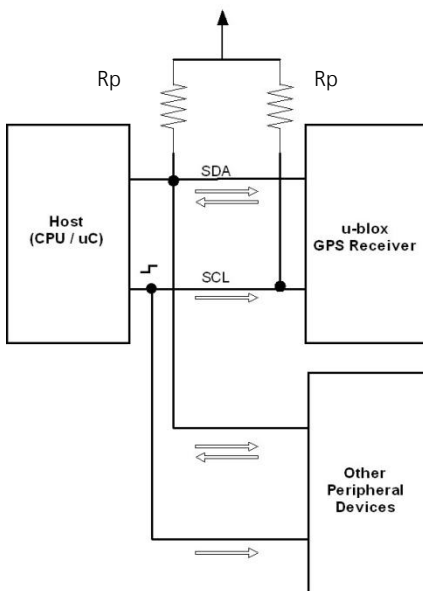 Rp
Rp
SDA
Host
(CPU / uC)
u-blox
GPS Receiver
SCL
Other
Peripheral
Devices